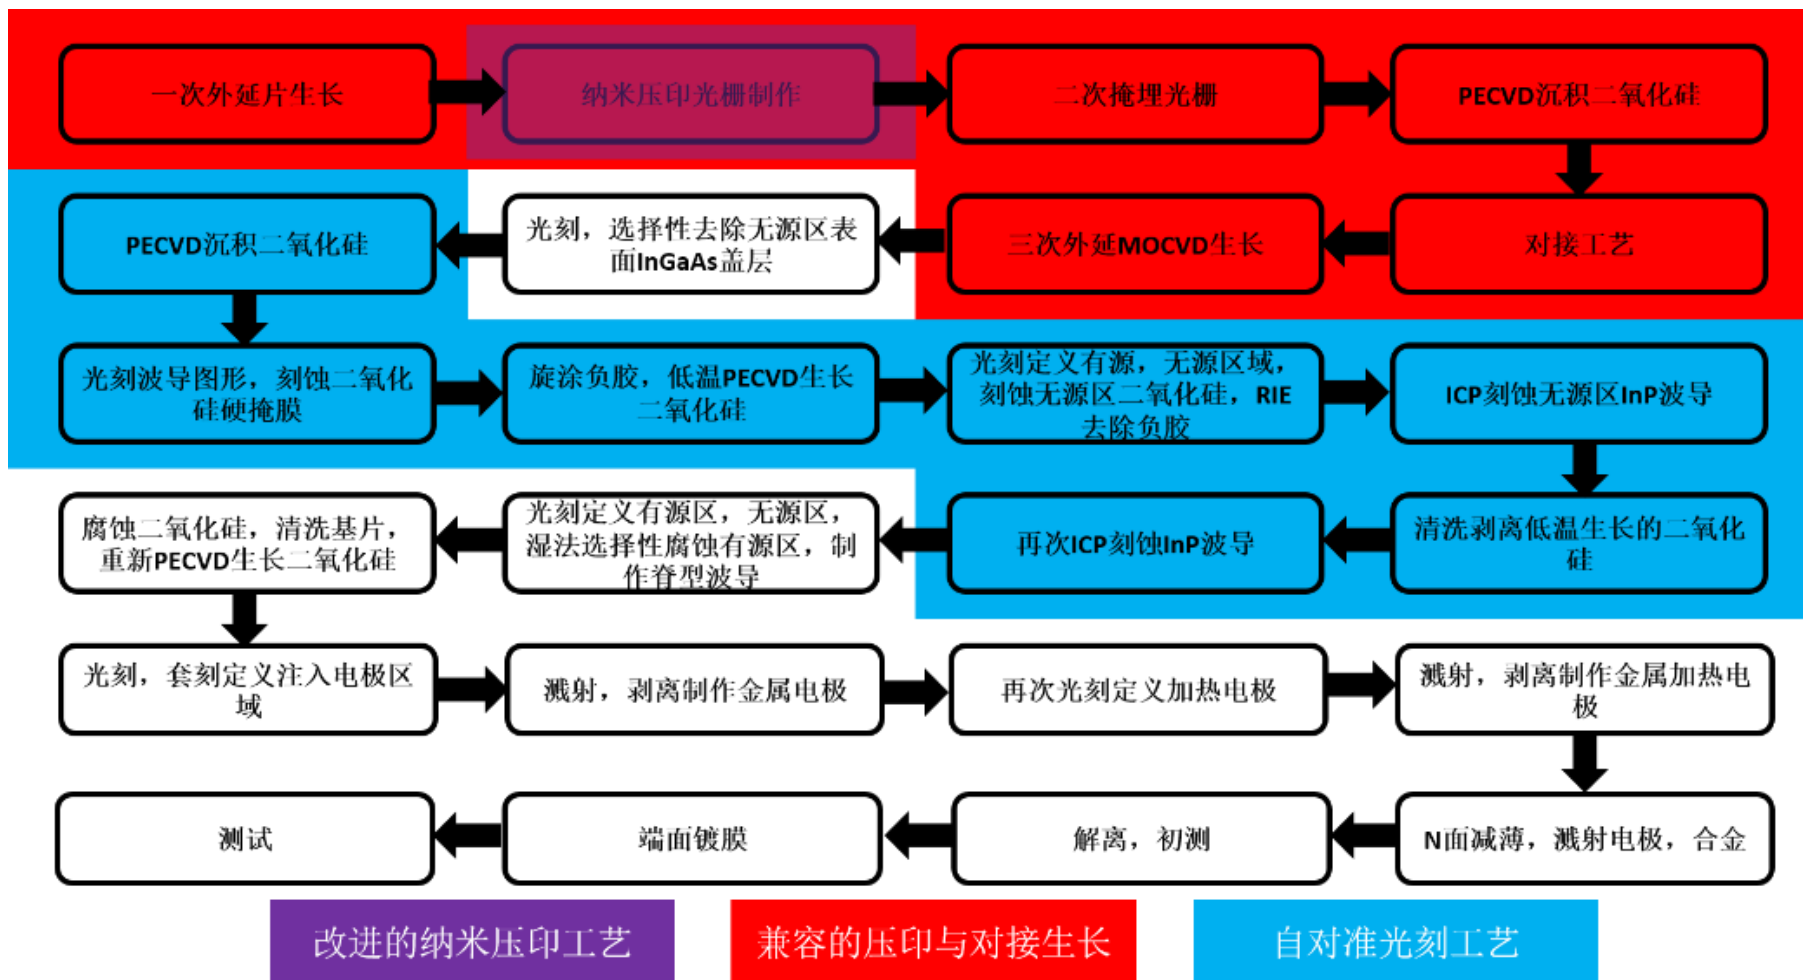 一次外延片生长
纳米压印光栅制作
二次掩埋光栅
PECVD沉积二氧化硅
PECVD沉积二氧化硅
光刻，选择性去除无源区表
面InGaAs盖层
三次外延MOCVD生长
对接工艺
光刻波导图形，刻蚀二氧化
硅硬掩膜
旋涂负胶，低温PECVD生长
二氧化硅
光刻定义有源，无源区域，
刻蚀无源区二氧化硅，RIE
去除负胶
ICP刻蚀无源区InP波导
腐蚀二氧化硅，清洗基片，
重新PECVD生长二氧化硅
光刻定义有源区，无源区，
湿法选择性腐蚀有源区，制
作脊型波导
再次ICP刻蚀InP波导
清洗剥离低温生长的二氧化
硅
光刻，套刻定义注入电极区
域
溅射，剥离制作金属电极
再次光刻定义加热电极
溅射，剥离制作金属加热电
极
测试
端面镀膜
解离，初测
N面减薄，溅射电极，合金
改进的纳米压印工艺
兼容的压印与对接生长
自对准光刻工艺